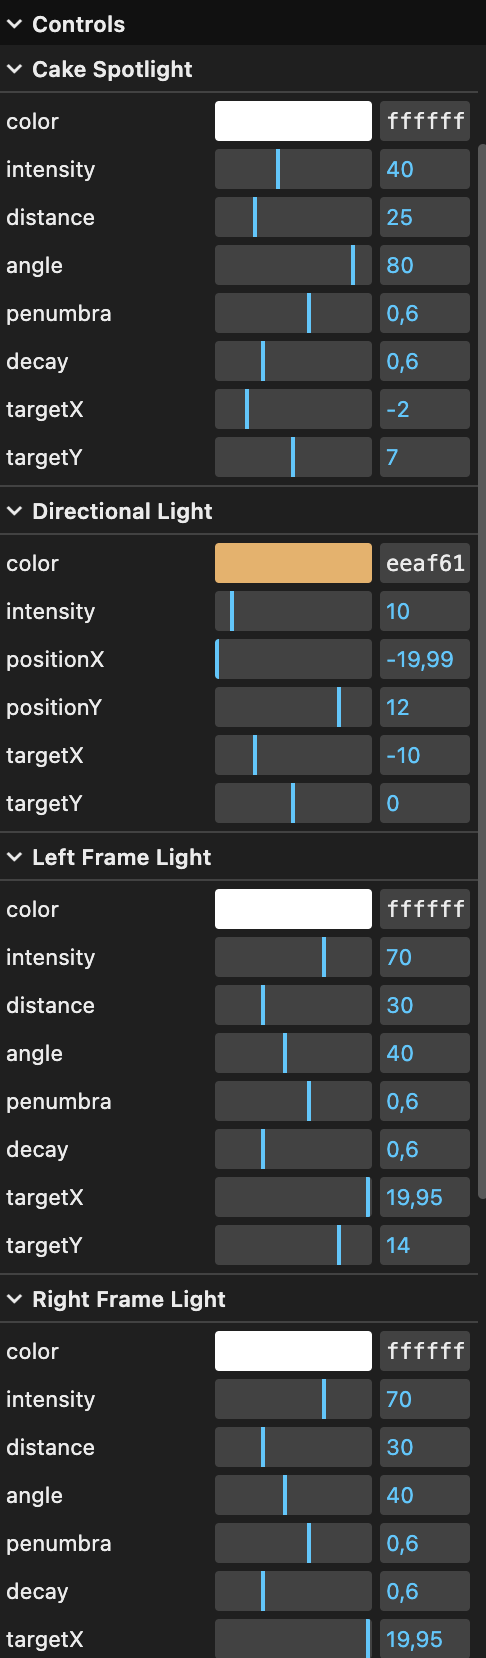 Controls
Cake Spotlight
color ffffff
intensity 40
distance 25
angle 80
penumbra 0,6
decay 0,6
targetX -2
targetY 7
Directional Light
color eeaf61
intensity 10
positionX -19,99
positionY 12
targetX -10
targetY 0
Left Frame Light
color ffffff
intensity 70
distance 30
angle 40
penumbra 0,6
decay 0,6
targetX 19,95
targetY 14
Right Frame Light
color ffffff
intensity 70
distance 30
angle 40
penumbra 0,6
decay 0,6
targetX 19,95